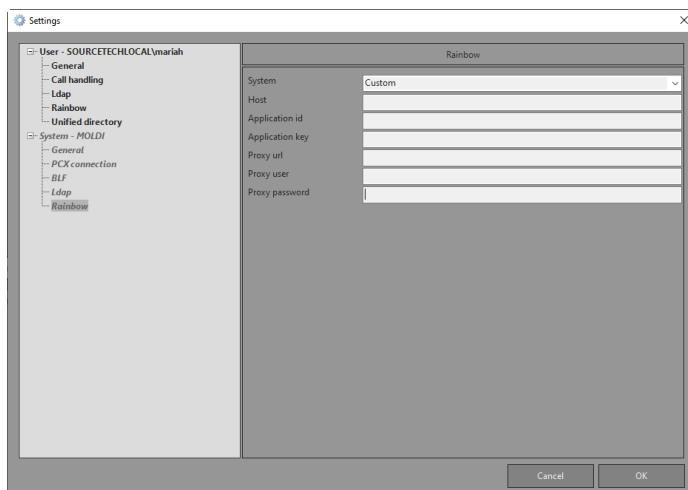 Settings
User - SOURCETECHLOCAL\mariah
General
Call handling
Ldap
Rainbow
Unified directory
System - MOLDI
General
PCX connection
BLF
Ldap
Rainbow
Rainbow
System
Custom
Host
Application id
Application key
Proxy url
Proxy user
Proxy password
Cancel
OK